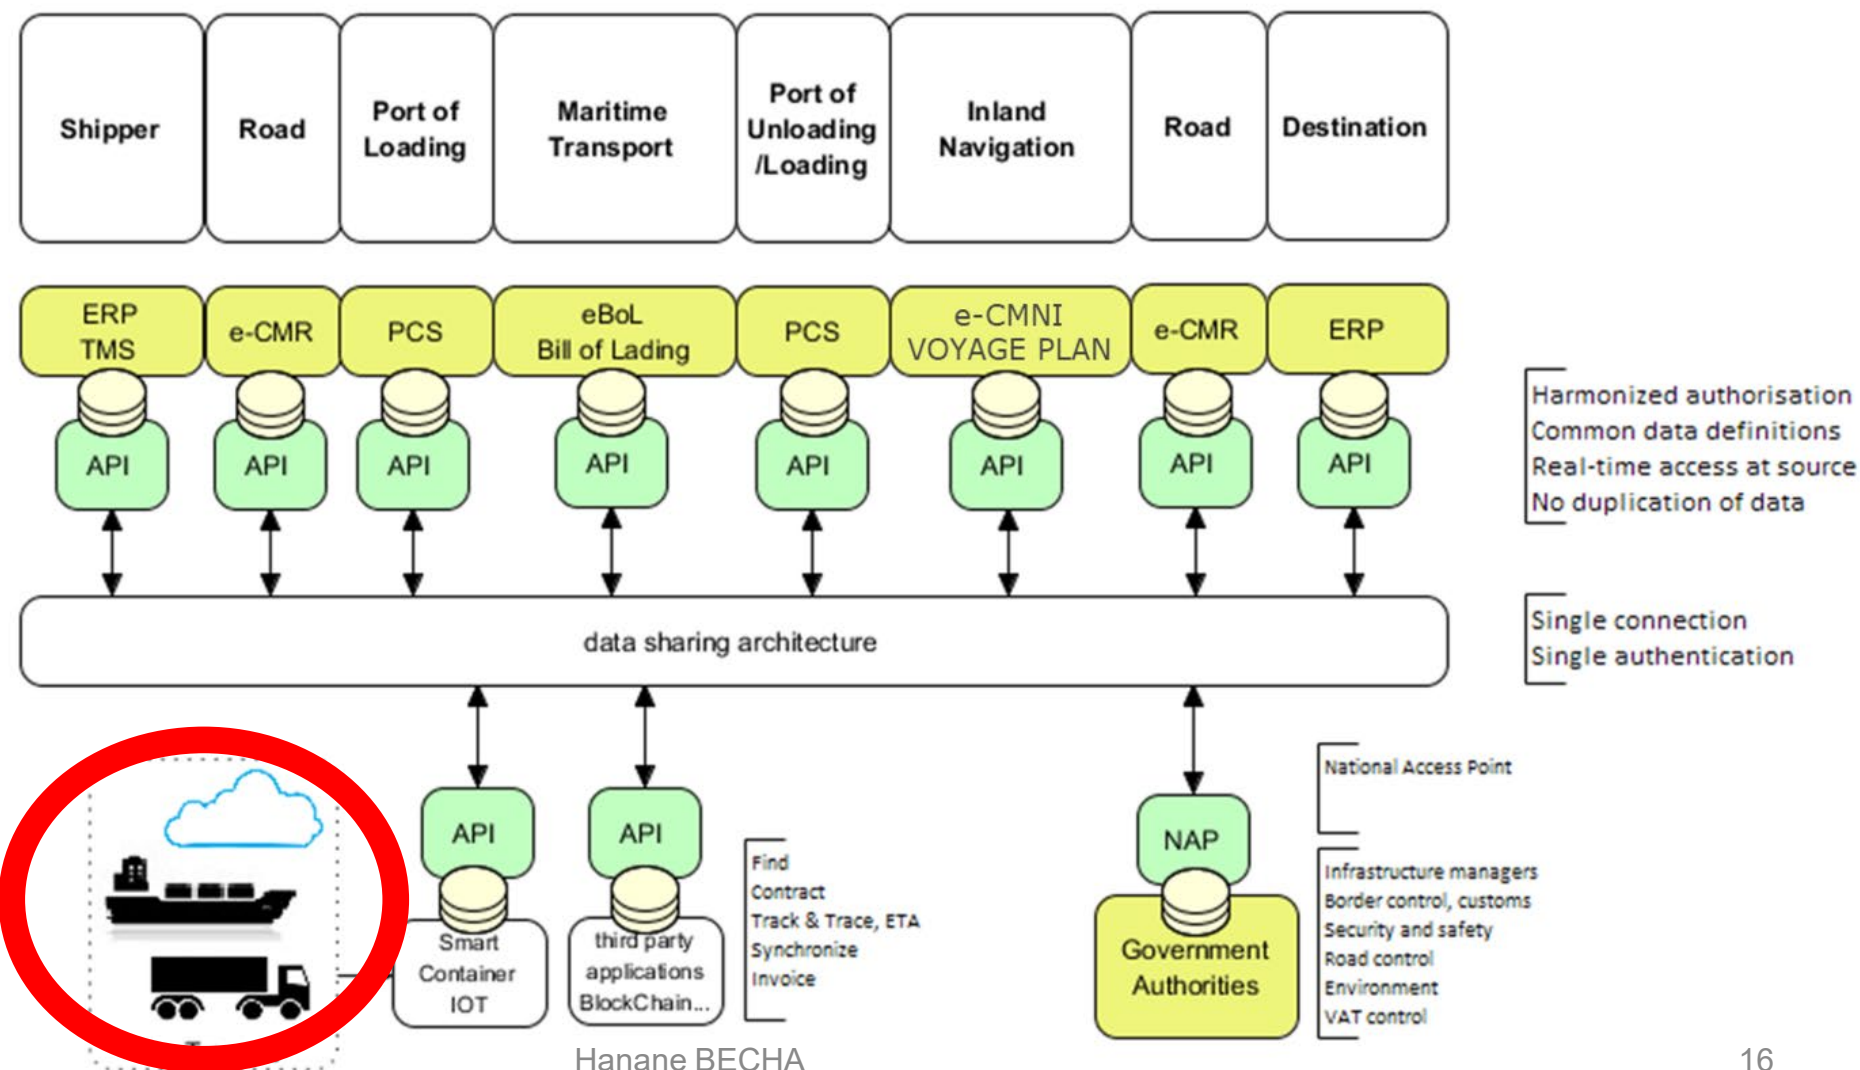 Shipper
Road
Port of
Loading
Maritime
Transport
Port of
Unloading
/Loading
Inland
Navigation
Road
Destination
ERP
TMS
e-CMR
PCS
eBoL
Bill of Lading
PCS
e-CMNI
VOYAGE PLAN
e-CMR
ERP
API
API
API
API
API
API
API
API
Harmonized authorisation
Common data definitions
Real-time access at source
No duplication of data
data sharing architecture
Single connection
Single authentication
API
Smart
Container
IOT
API
third party
applications
BlockChain...
Find
Contract
Track & Trace, ETA
Synchronize
Invoice
NAP
Government
Authorities
National Access Point
Infrastructure managers
Border control, customs
Security and safety
Road control
Environment
VAT control
Hanane BECHA
16